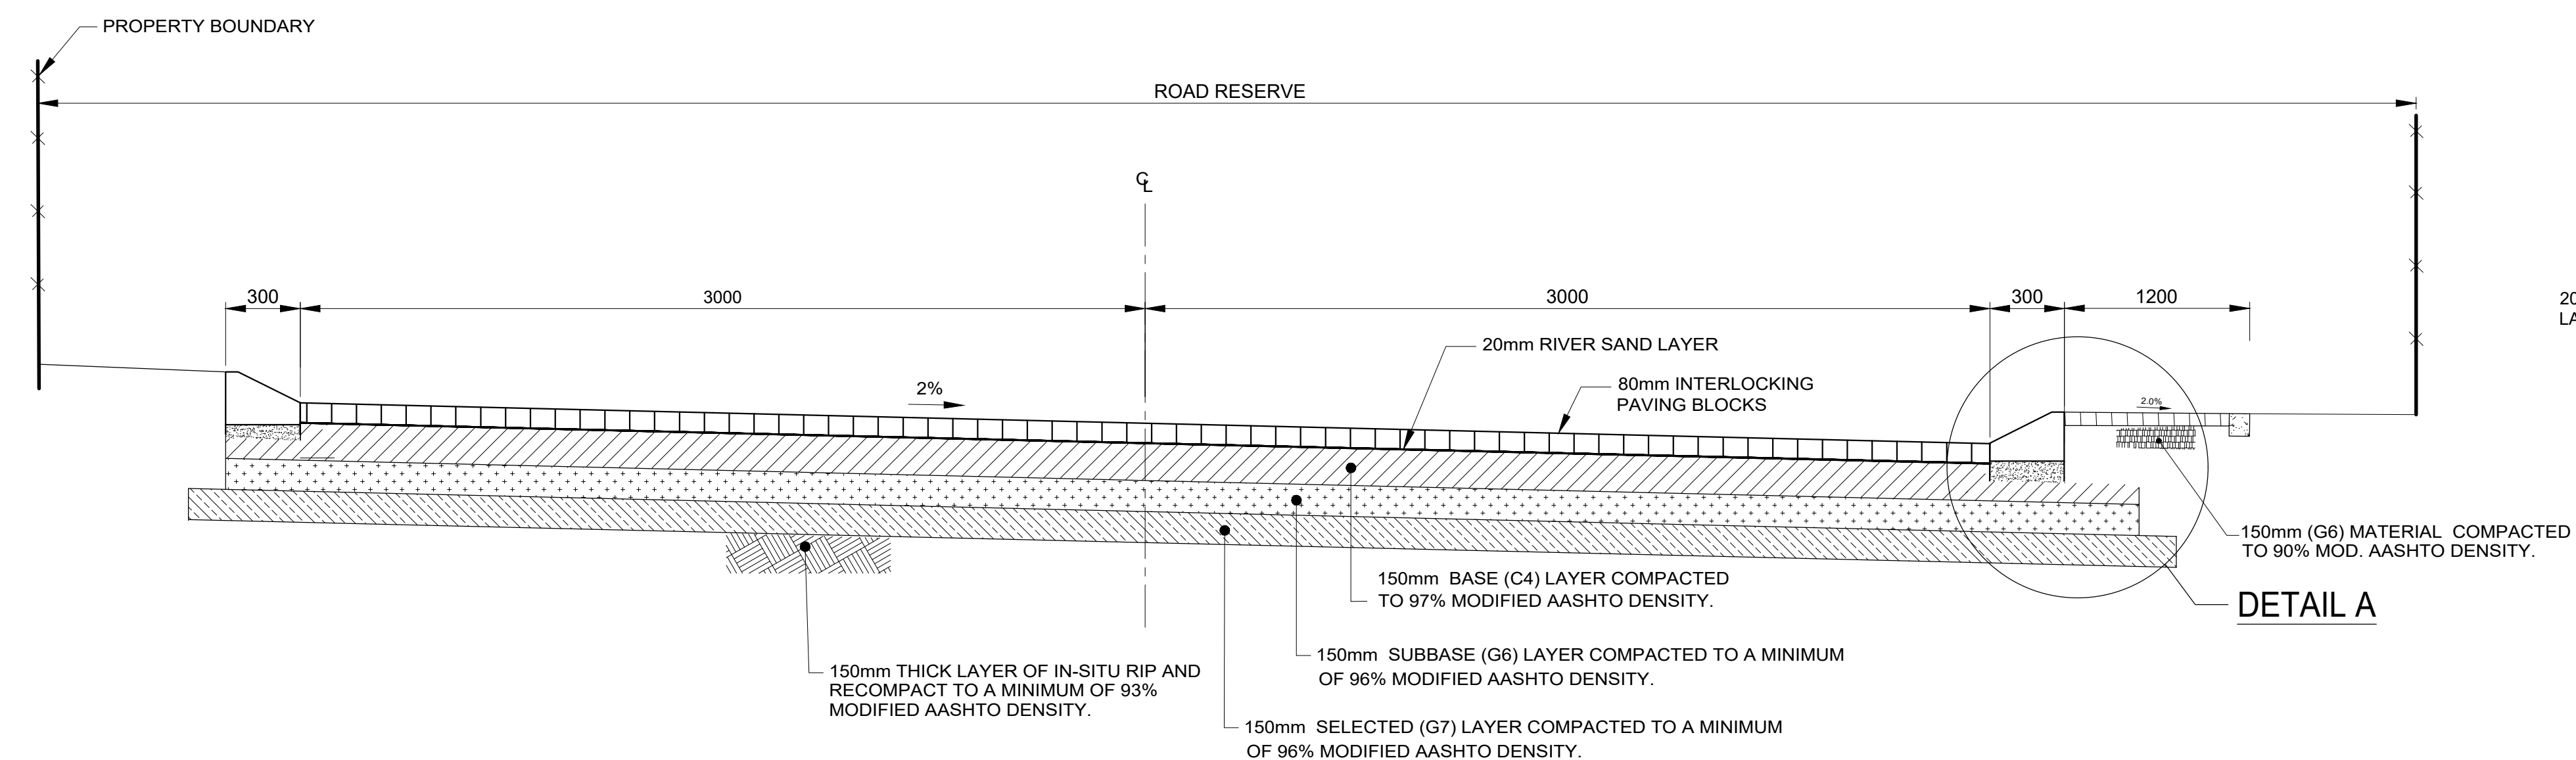 PROPERTY BOUNDARY
ROAD RESERVE
℄
300
3000
3000
300
1200
20
LA
20mm RIVER SAND LAYER
80mm INTERLOCKING
PAVING BLOCKS
2%
2.0%
150mm (G6) MATERIAL COMPACTED
TO 90% MOD. AASHTO DENSITY.
150mm BASE (C4) LAYER COMPACTED
TO 97% MODIFIED AASHTO DENSITY.
DETAIL A
150mm SUBBASE (G6) LAYER COMPACTED TO A MINIMUM
OF 96% MODIFIED AASHTO DENSITY.
150mm THICK LAYER OF IN-SITU RIP AND
RECOMPACT TO A MINIMUM OF 93%
MODIFIED AASHTO DENSITY.
150mm SELECTED (G7) LAYER COMPACTED TO A MINIMUM
OF 96% MODIFIED AASHTO DENSITY.